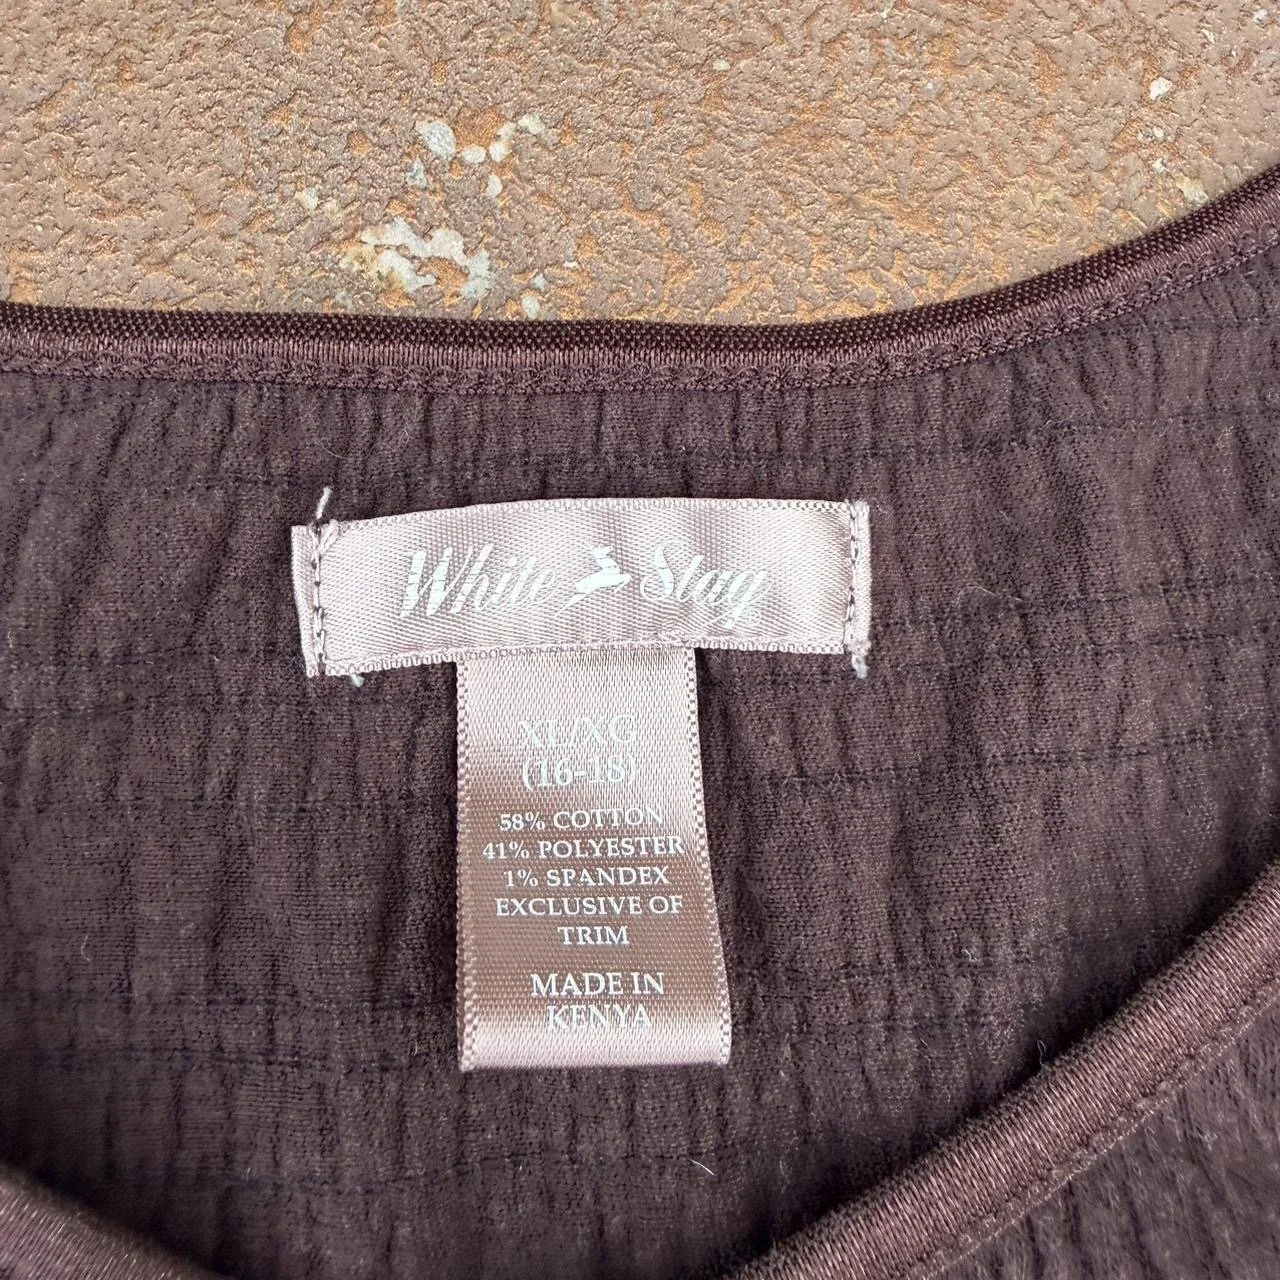 White Stag
XL/XG
(16-18)
58% COTTON
41% POLYESTER
1% SPANDEX
EXCLUSIVE OF
TRIM
MADE IN
KENYA